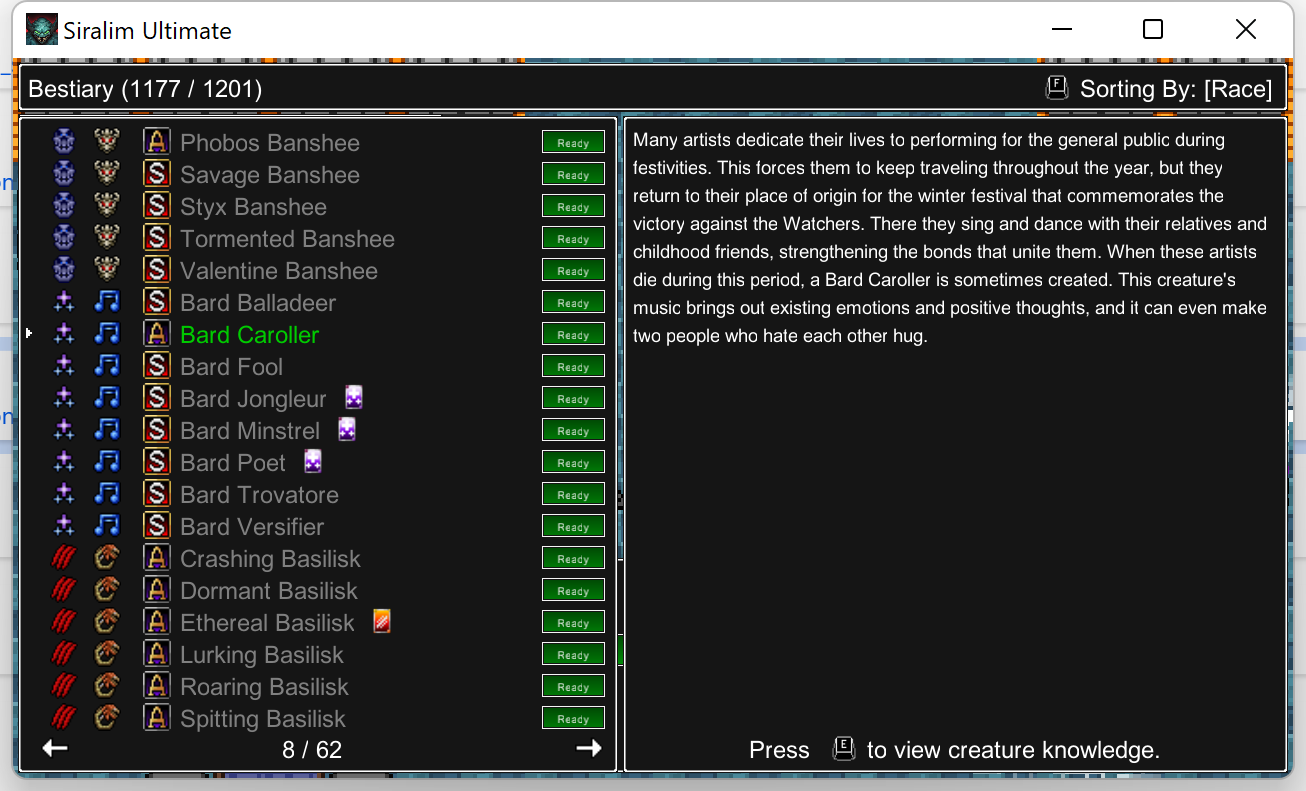 Siralim Ultimate
Bestiary (1177 / 1201)
F Sorting By: [Race]
A Phobos Banshee Ready
S Savage Banshee Ready
S Styx Banshee Ready
S Tormented Banshee Ready
S Valentine Banshee Ready
S Bard Balladeer Ready
A Bard Caroller Ready
S Bard Fool Ready
S Bard Jongleur Ready
S Bard Minstrel Ready
S Bard Poet Ready
S Bard Trovatore Ready
S Bard Versifier Ready
A Crashing Basilisk Ready
A Dormant Basilisk Ready
A Ethereal Basilisk Ready
A Lurking Basilisk Ready
A Roaring Basilisk Ready
A Spitting Basilisk Ready
8 / 62
Many artists dedicate their lives to performing for the general public during
festivities. This forces them to keep traveling throughout the year, but they
return to their place of origin for the winter festival that commemorates the
victory against the Watchers. There they sing and dance with their relatives and
childhood friends, strengthening the bonds that unite them. When these artists
die during this period, a Bard Caroller is sometimes created. This creature's
music brings out existing emotions and positive thoughts, and it can even make
two people who hate each other hug.
Press E to view creature knowledge.